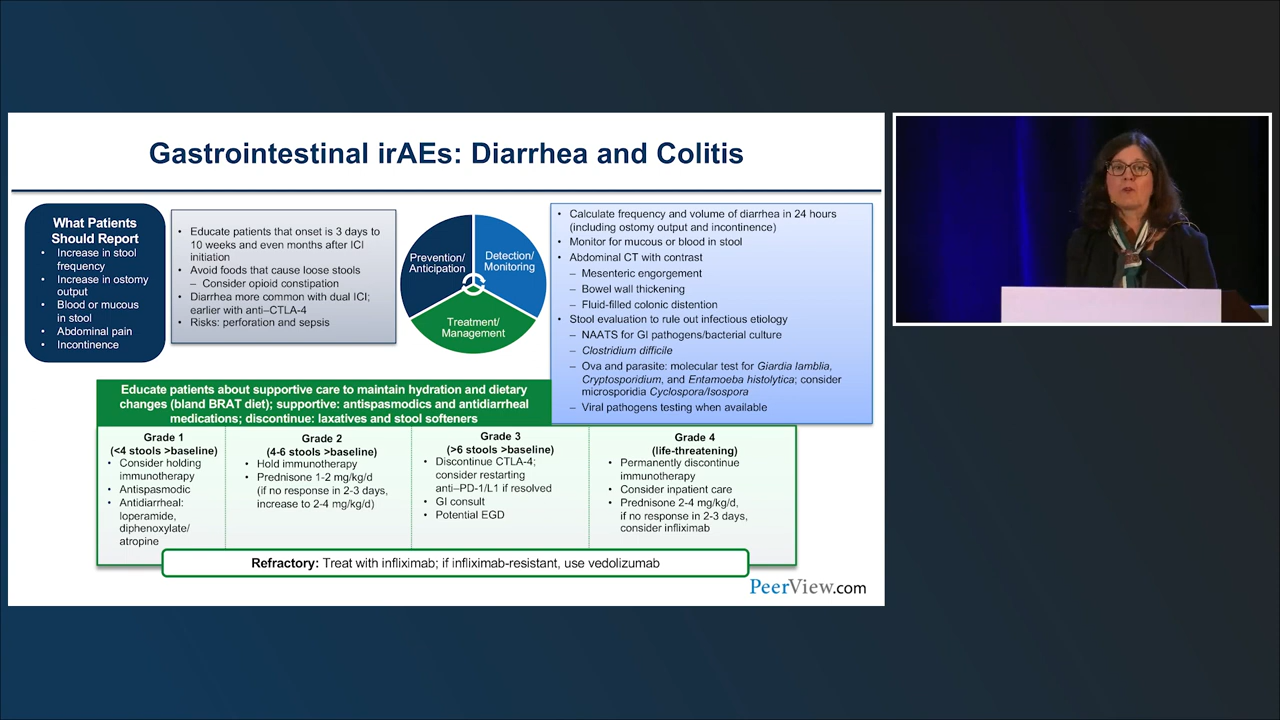 Gastrointestinal irAEs: Diarrhea and Colitis
What Patients
Should Report
• Increase in stool
frequency
• Increase in ostomy
output
• Blood or mucous
in stool
• Abdominal pain
• Incontinence
• Educate patients that onset is 3 days to
10 weeks and even months after ICI
initiation
• Avoid foods that cause loose stools
– Consider opioid constipation
• Diarrhea more common with dual ICI;
earlier with anti–CTLA-4
• Risks: perforation and sepsis
Prevention/
Anticipation
Detection/
Monitoring
Treatment/
Management
• Calculate frequency and volume of diarrhea in 24 hours
(including ostomy output and incontinence)
• Monitor for mucous or blood in stool
• Abdominal CT with contrast
– Mesenteric engorgement
– Bowel wall thickening
– Fluid-filled colonic distention
• Stool evaluation to rule out infectious etiology
– NAATS for GI pathogens/bacterial culture
– Clostridium difficile
– Ova and parasite: molecular test for Giardia lamblia,
Cryptosporidium, and Entamoeba histolytica; consider
microsporidia Cyclospora/Isospora
– Viral pathogens testing when available
Educate patients about supportive care to maintain hydration and dietary
changes (bland BRAT diet); supportive: antispasmodics and antidiarrheal
medications; discontinue: laxatives and stool softeners
Grade 1
(<4 stools >baseline)
• Consider holding
immunotherapy
• Antispasmodic
• Antidiarrheal:
loperamide,
diphenoxylate/
atropine
Grade 2
(4-6 stools >baseline)
• Hold immunotherapy
• Prednisone 1-2 mg/kg/d
(if no response in 2-3 days,
increase to 2-4 mg/kg/d)
Grade 3
(>6 stools >baseline)
• Discontinue CTLA-4;
consider restarting
anti–PD-1/L1 if resolved
• GI consult
• Potential EGD
Grade 4
(life-threatening)
• Permanently discontinue
immunotherapy
• Consider inpatient care
• Prednisone 2-4 mg/kg/d,
if no response in 2-3 days,
consider infliximab
Refractory: Treat with infliximab; if infliximab-resistant, use vedolizumab
PeerView.com